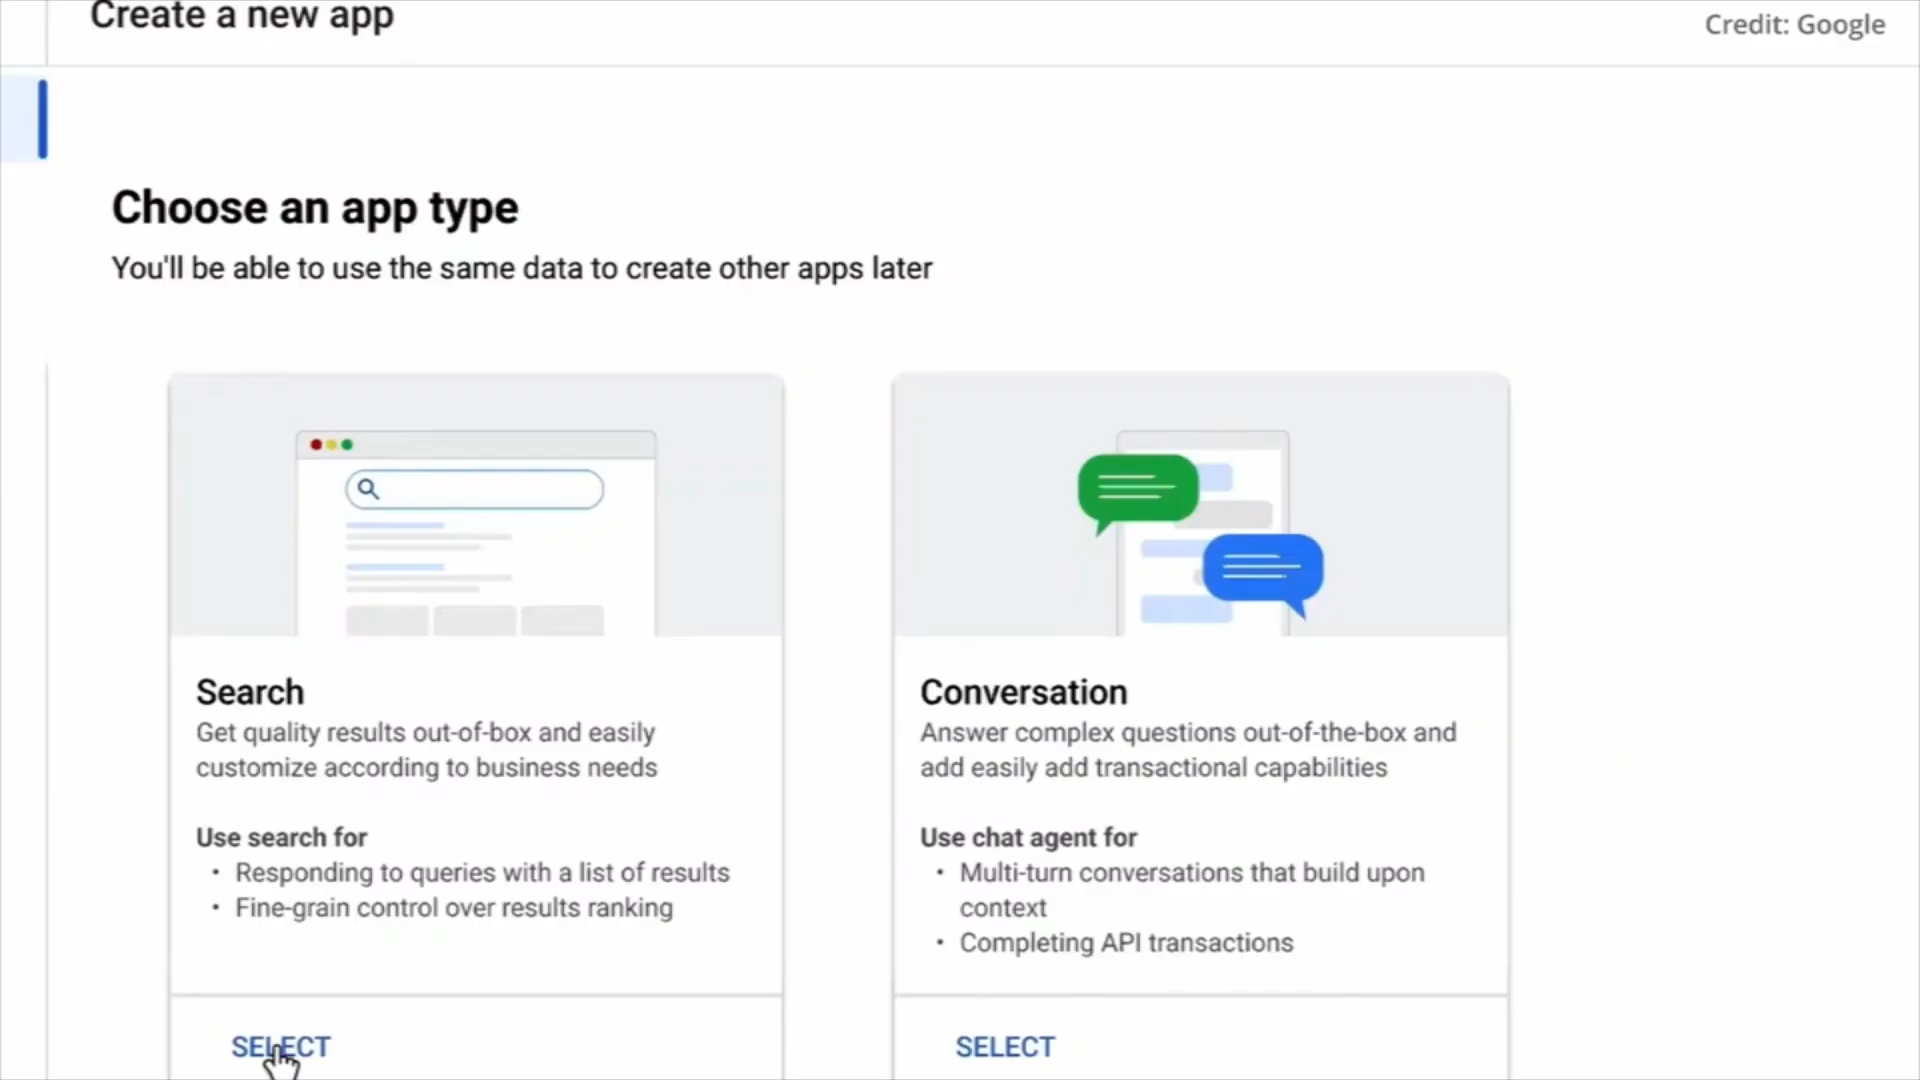 Create a new app
Credit: Google
Choose an app type
You'll be able to use the same data to create other apps later
Search
Get quality results out-of-box and easily
customize according to business needs
Use search for
• Responding to queries with a list of results
• Fine-grain control over results ranking
SELECT
Conversation
Answer complex questions out-of-the-box and
add easily add transactional capabilities
Use chat agent for
• Multi-turn conversations that build upon
context
• Completing API transactions
SELECT